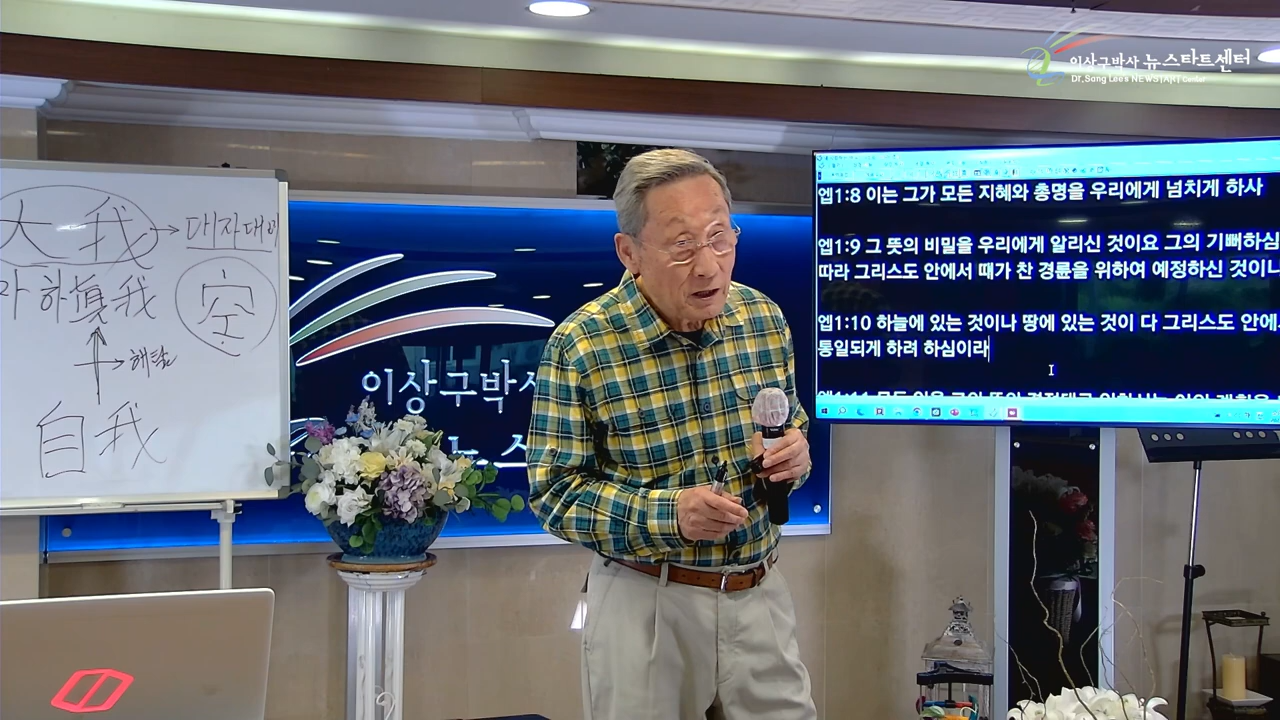 이상구박사 뉴스타트센터
Dr.Sang Lee's NEWSTART Center
大我 → 대자대비
眞我
空
→ 해탈
自我
이상구박사
뉴스
엡1:8 이는 그가 모든 지혜와 총명을 우리에게 넘치게 하사
엡1:9 그 뜻의 비밀을 우리에게 알리신 것이요 그의 기뻐하심
따라 그리스도 안에서 때가 찬 경륜을 위하여 예정하신 것이니
엡1:10 하늘에 있는 것이나 땅에 있는 것이 다 그리스도 안에
통일되게 하려 하심이라